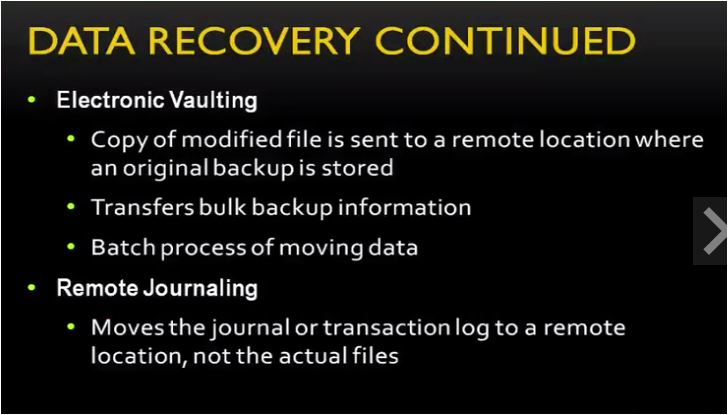 DATA RECOVERY CONTINUED
• Electronic Vaulting
• Copy of modified file is sent to a remote location where
an original backup is stored
• Transfers bulk backup information
• Batch process of moving data
• Remote Journaling
• Moves the journal or transaction log to a remote
location, not the actual files